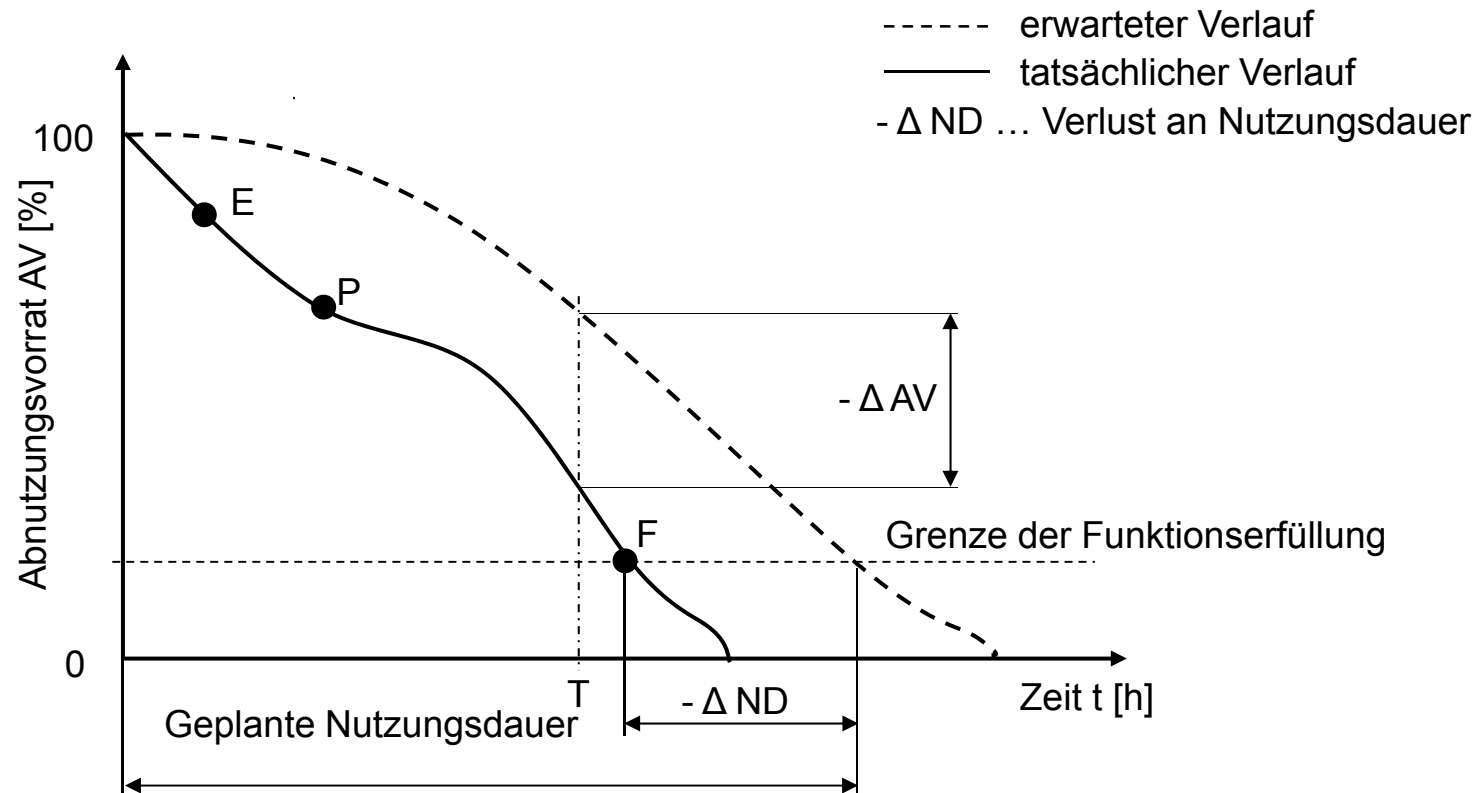 erwarteter Verlauf
tatsächlicher Verlauf
- Δ ND … Verlust an Nutzungsdauer
100
Abnutzungsvorrat AV [%]
E
P
- Δ AV
F
Grenze der Funktionserfüllung
0
T
- Δ ND
Zeit t [h]
Geplante Nutzungsdauer